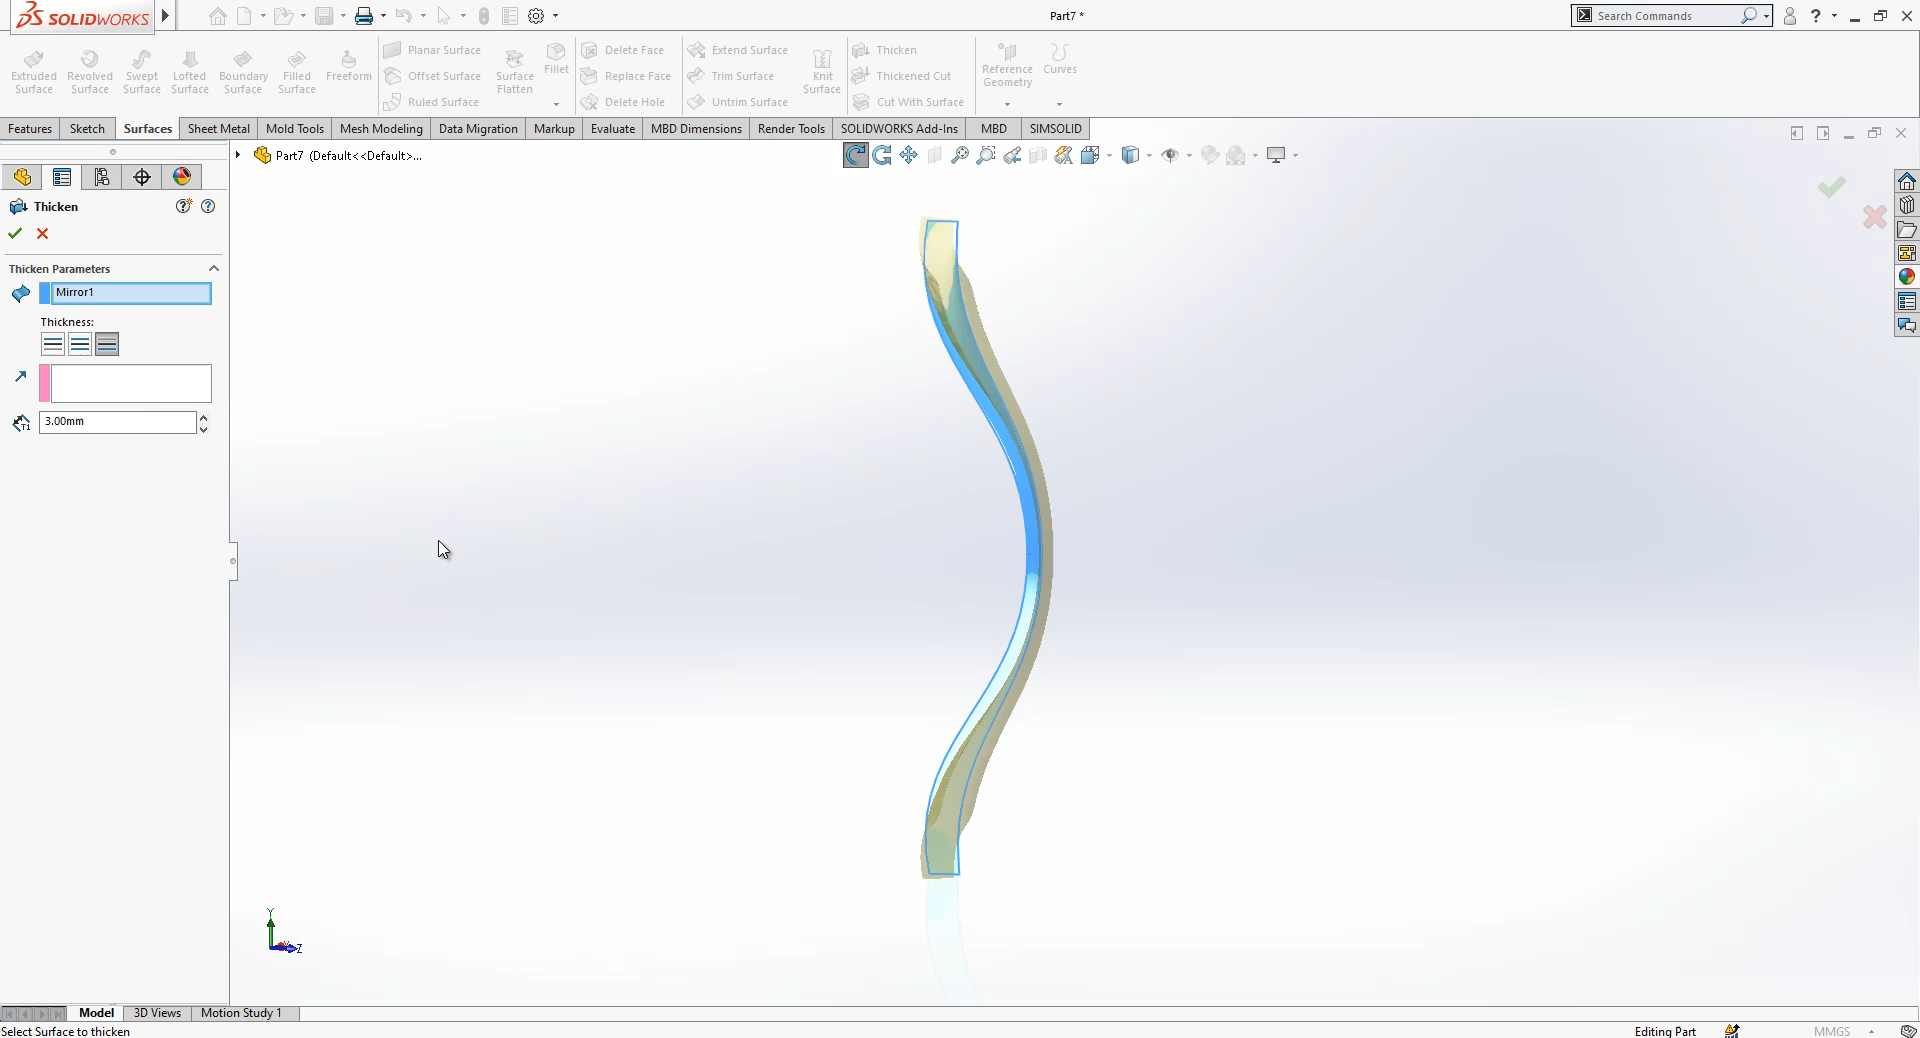 SOLIDWORKS
Part7 *
Search Commands
Extruded Surface
Revolved Surface
Swept Surface
Lofted Surface
Boundary Surface
Filled Surface
Freeform
Planar Surface
Offset Surface
Ruled Surface
Surface Flatten
Fillet
Delete Face
Replace Face
Delete Hole
Extend Surface
Trim Surface
Untrim Surface
Knit Surface
Thicken
Thickened Cut
Cut With Surface
Reference Geometry
Curves
Features
Sketch
Surfaces
Sheet Metal
Mold Tools
Mesh Modeling
Data Migration
Markup
Evaluate
MBD Dimensions
Render Tools
SOLIDWORKS Add-Ins
MBD
SIMSOLID
Part7 (Default<<Default>...
Thicken
Thicken Parameters
Mirror1
Thickness:
3.00mm
Y
Z
Model
3D Views
Motion Study 1
Select Surface to thicken
Editing Part
MMGS